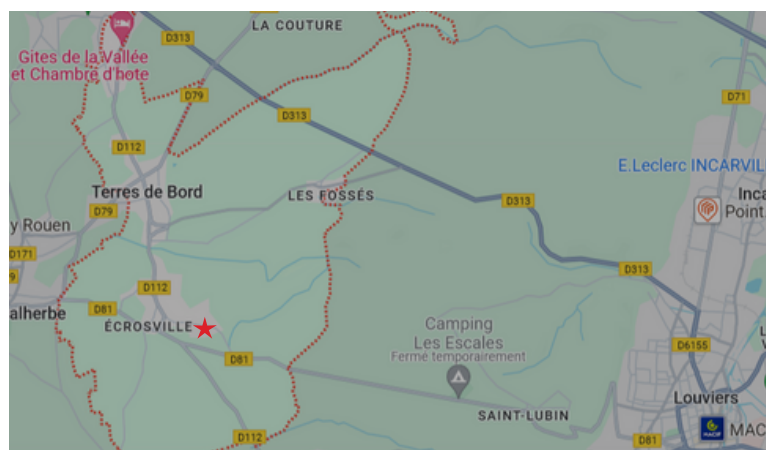 LA COUTURE
D313
Gites de la Vallée
et Chambre d'hote
D79
D71
D313
D112
E.Leclerc INCARVIL
Terres de Bord
LES FOSSÉS
Inca
D313
Point
D79
y Rouen
D171
9
D313
D112
alherbe
D81
ÉCROSVILLE
Camping
Les Escales
Fermé temporairement
L
V
D6155
D81
Louviers
SAINT-LUBIN
D112
D81
MACIF
MAC